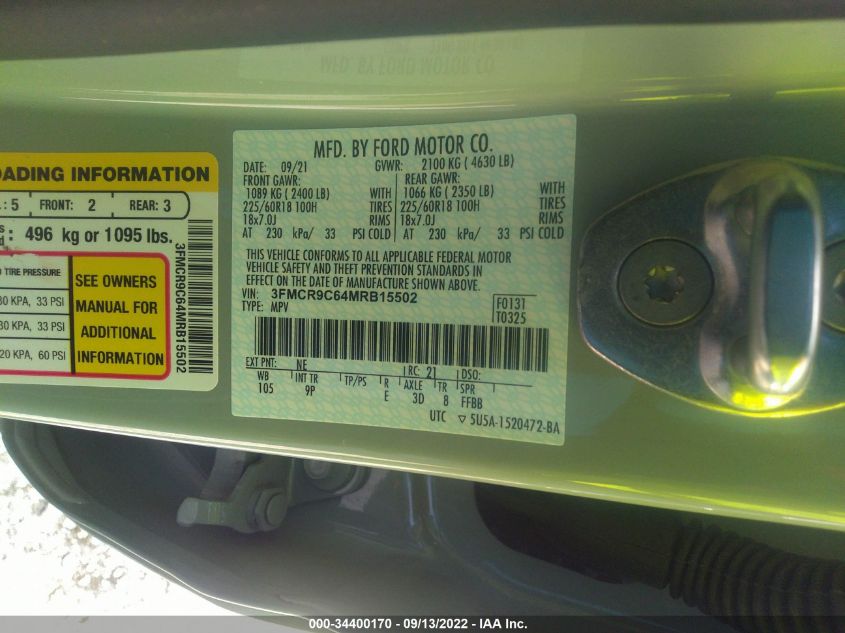 MFD. BY FORD MOTOR CO.
OADING INFORMATION
: 5 FRONT: 2 REAR: 3
496 kg or 1095 lbs.
TIRE PRESSURE
30 KPA, 33 PSI
30 KPA, 33 PSI
20 KPA, 60 PSI
SEE OWNERS
MANUAL FOR
ADDITIONAL
INFORMATION
3FMCR9C64MRB15502
MFD. BY FORD MOTOR CO.
DATE: 09/21 GVWR: 2100 KG ( 4630 LB)
FRONT GAWR: REAR GAWR:
1089 KG ( 2400 LB) WITH 1066 KG ( 2350 LB) WITH
225/60R18 100H TIRES 225/60R18 100H TIRES
18x7.0J RIMS 18x7.0J RIMS
AT 230 kPa/ 33 PSI COLD AT 230 kPa/ 33 PSI COLD
THIS VEHICLE CONFORMS TO ALL APPLICABLE FEDERAL MOTOR
VEHICLE SAFETY AND THEFT PREVENTION STANDARDS IN
EFFECT ON THE DATE OF MANUFACTURE SHOWN ABOVE.
VIN: 3FMCR9C64MRB15502 F0131
TYPE: MPV T0325
EXT PNT: NE RC: 21 DSO:
WB INT TR TP/PS R AXLE TR SPR
105 9P E 3D 8 FFBB
UTC ▽ 5U5A-1520472-BA
000-34400170 - 09/13/2022 - IAA Inc.